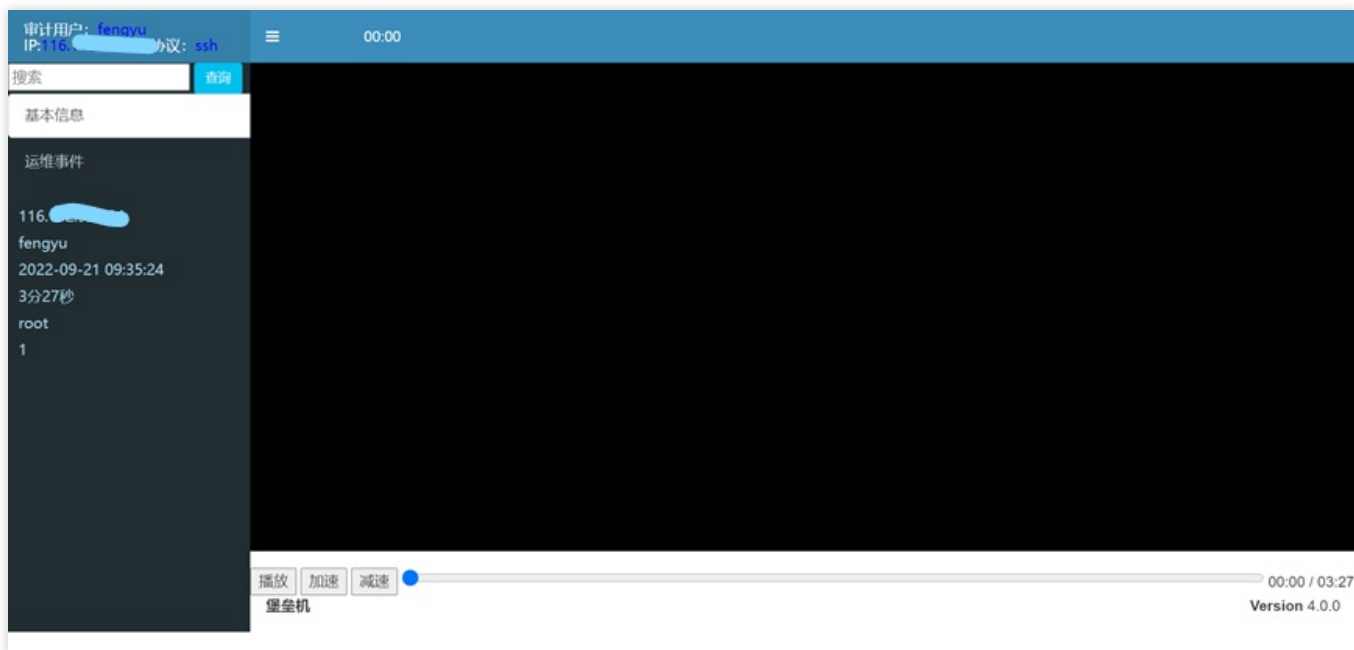 审计用户：fengyu
IP:116. 协议：ssh
≡ 00:00
搜索 查询
基本信息
运维事件
116.
fengyu
2022-09-21 09:35:24
3分27秒
root
1
播放 加速 减速 00:00 / 03:27
堡垒机 Version 4.0.0